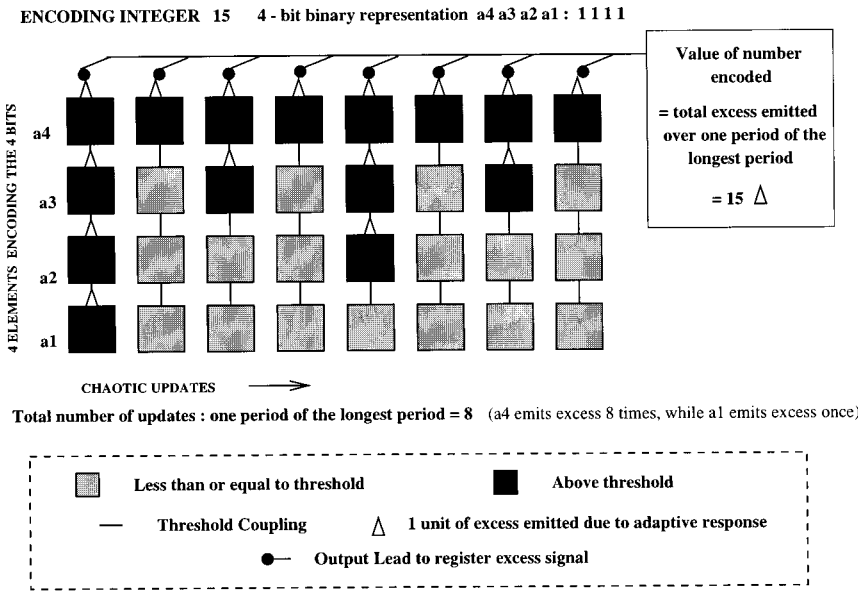 ENCODING INTEGER 15 4 - bit binary representation a4 a3 a2 a1 : 1 1 1 1
Value of number
encoded
= total excess emitted
over one period of the
longest period
= 15 Δ
4 ELEMENTS ENCODING THE 4 BITS
a4
a3
a2
a1
CHAOTIC UPDATES
Total number of updates : one period of the longest period = 8 (a4 emits excess 8 times, while a1 emits excess once)
Less than or equal to threshold
Above threshold
Threshold Coupling
1 unit of excess emitted due to adaptive response
Output Lead to register excess signal